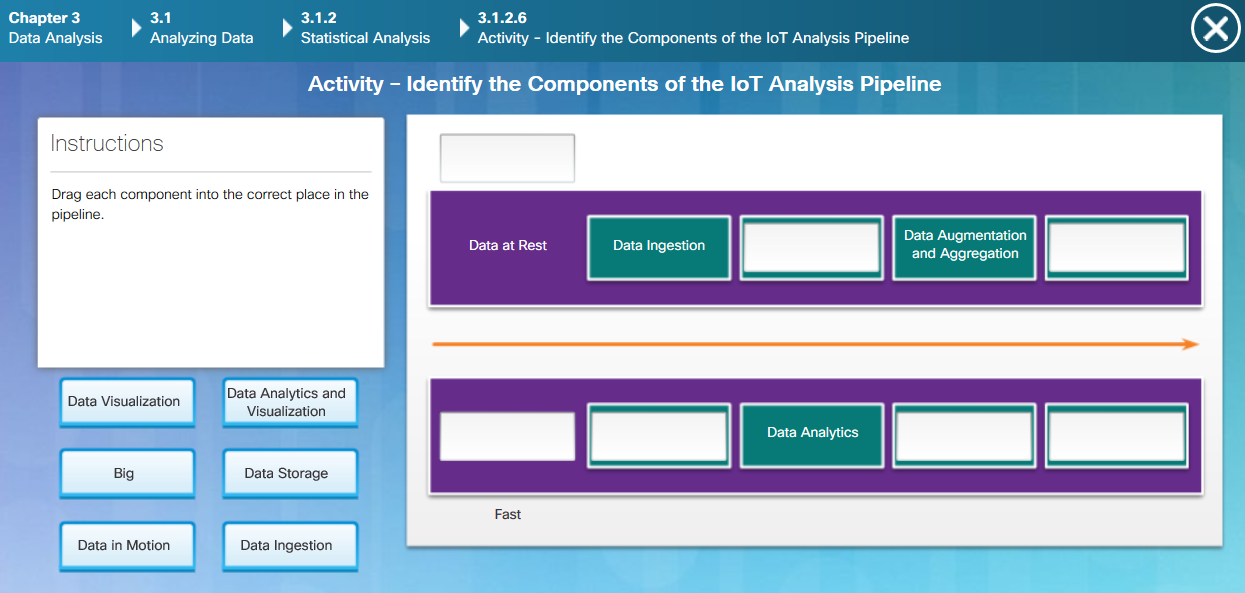 Chapter 3
Data Analysis
3.1
Analyzing Data
3.1.2
Statistical Analysis
3.1.2.6
Activity – Identify the Components of the IoT Analysis Pipeline
Activity – Identify the Components of the IoT Analysis Pipeline
Instructions
Drag each component into the correct place in the
pipeline.
Data Visualization
Data Analytics and
Visualization
Big
Data Storage
Data in Motion
Data Ingestion
Data at Rest
Data Ingestion
Data Augmentation
and Aggregation
Data Analytics
Fast